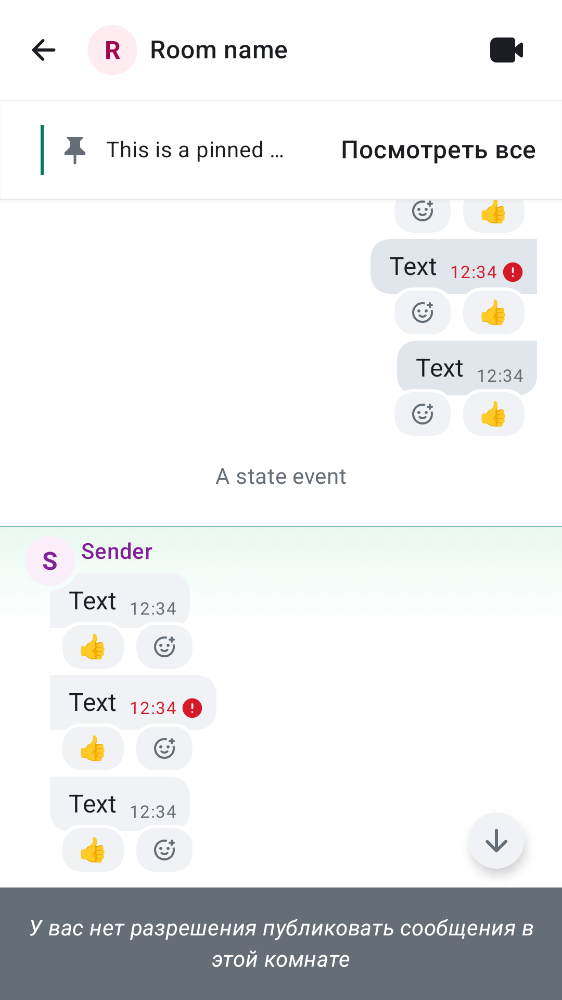 R Room name
This is a pinned … Посмотреть все
Text 12:34
Text 12:34
A state event
S Sender
Text 12:34
Text 12:34
Text 12:34
У вас нет разрешения публиковать сообщения в
этой комнате